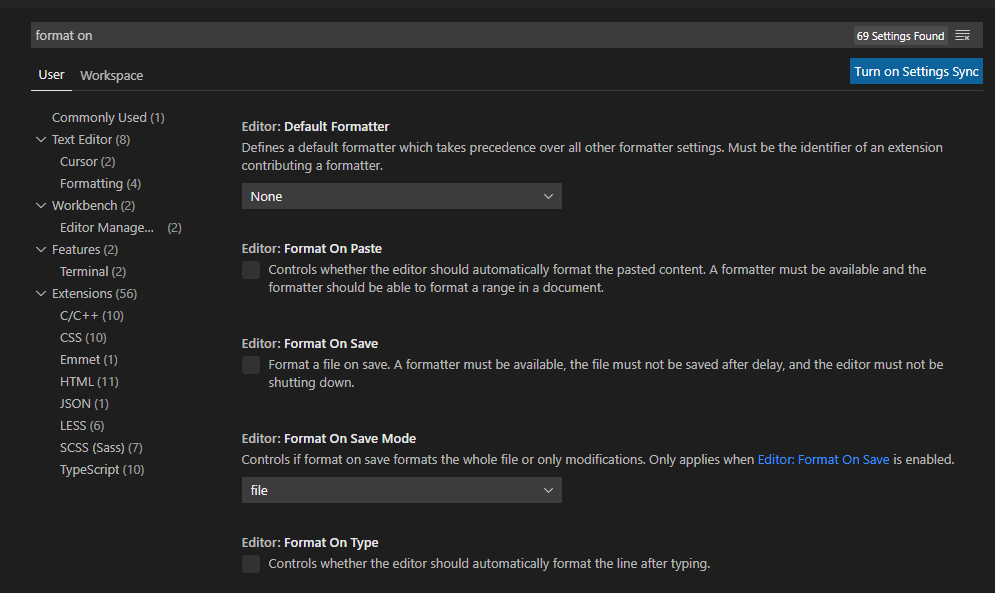 format on
69 Settings Found
User
Workspace
Turn on Settings Sync
Commonly Used (1)
Text Editor (8)
Cursor (2)
Formatting (4)
Workbench (2)
Editor Manage... (2)
Features (2)
Terminal (2)
Extensions (56)
C/C++ (10)
CSS (10)
Emmet (1)
HTML (11)
JSON (1)
LESS (6)
SCSS (Sass) (7)
TypeScript (10)
Editor: Default Formatter
Defines a default formatter which takes precedence over all other formatter settings. Must be the identifier of an extension
contributing a formatter.
None
Editor: Format On Paste
Controls whether the editor should automatically format the pasted content. A formatter must be available and the
formatter should be able to format a range in a document.
Editor: Format On Save
Format a file on save. A formatter must be available, the file must not be saved after delay, and the editor must not be
shutting down.
Editor: Format On Save Mode
Controls if format on save formats the whole file or only modifications. Only applies when Editor: Format On Save is enabled.
file
Editor: Format On Type
Controls whether the editor should automatically format the line after typing.